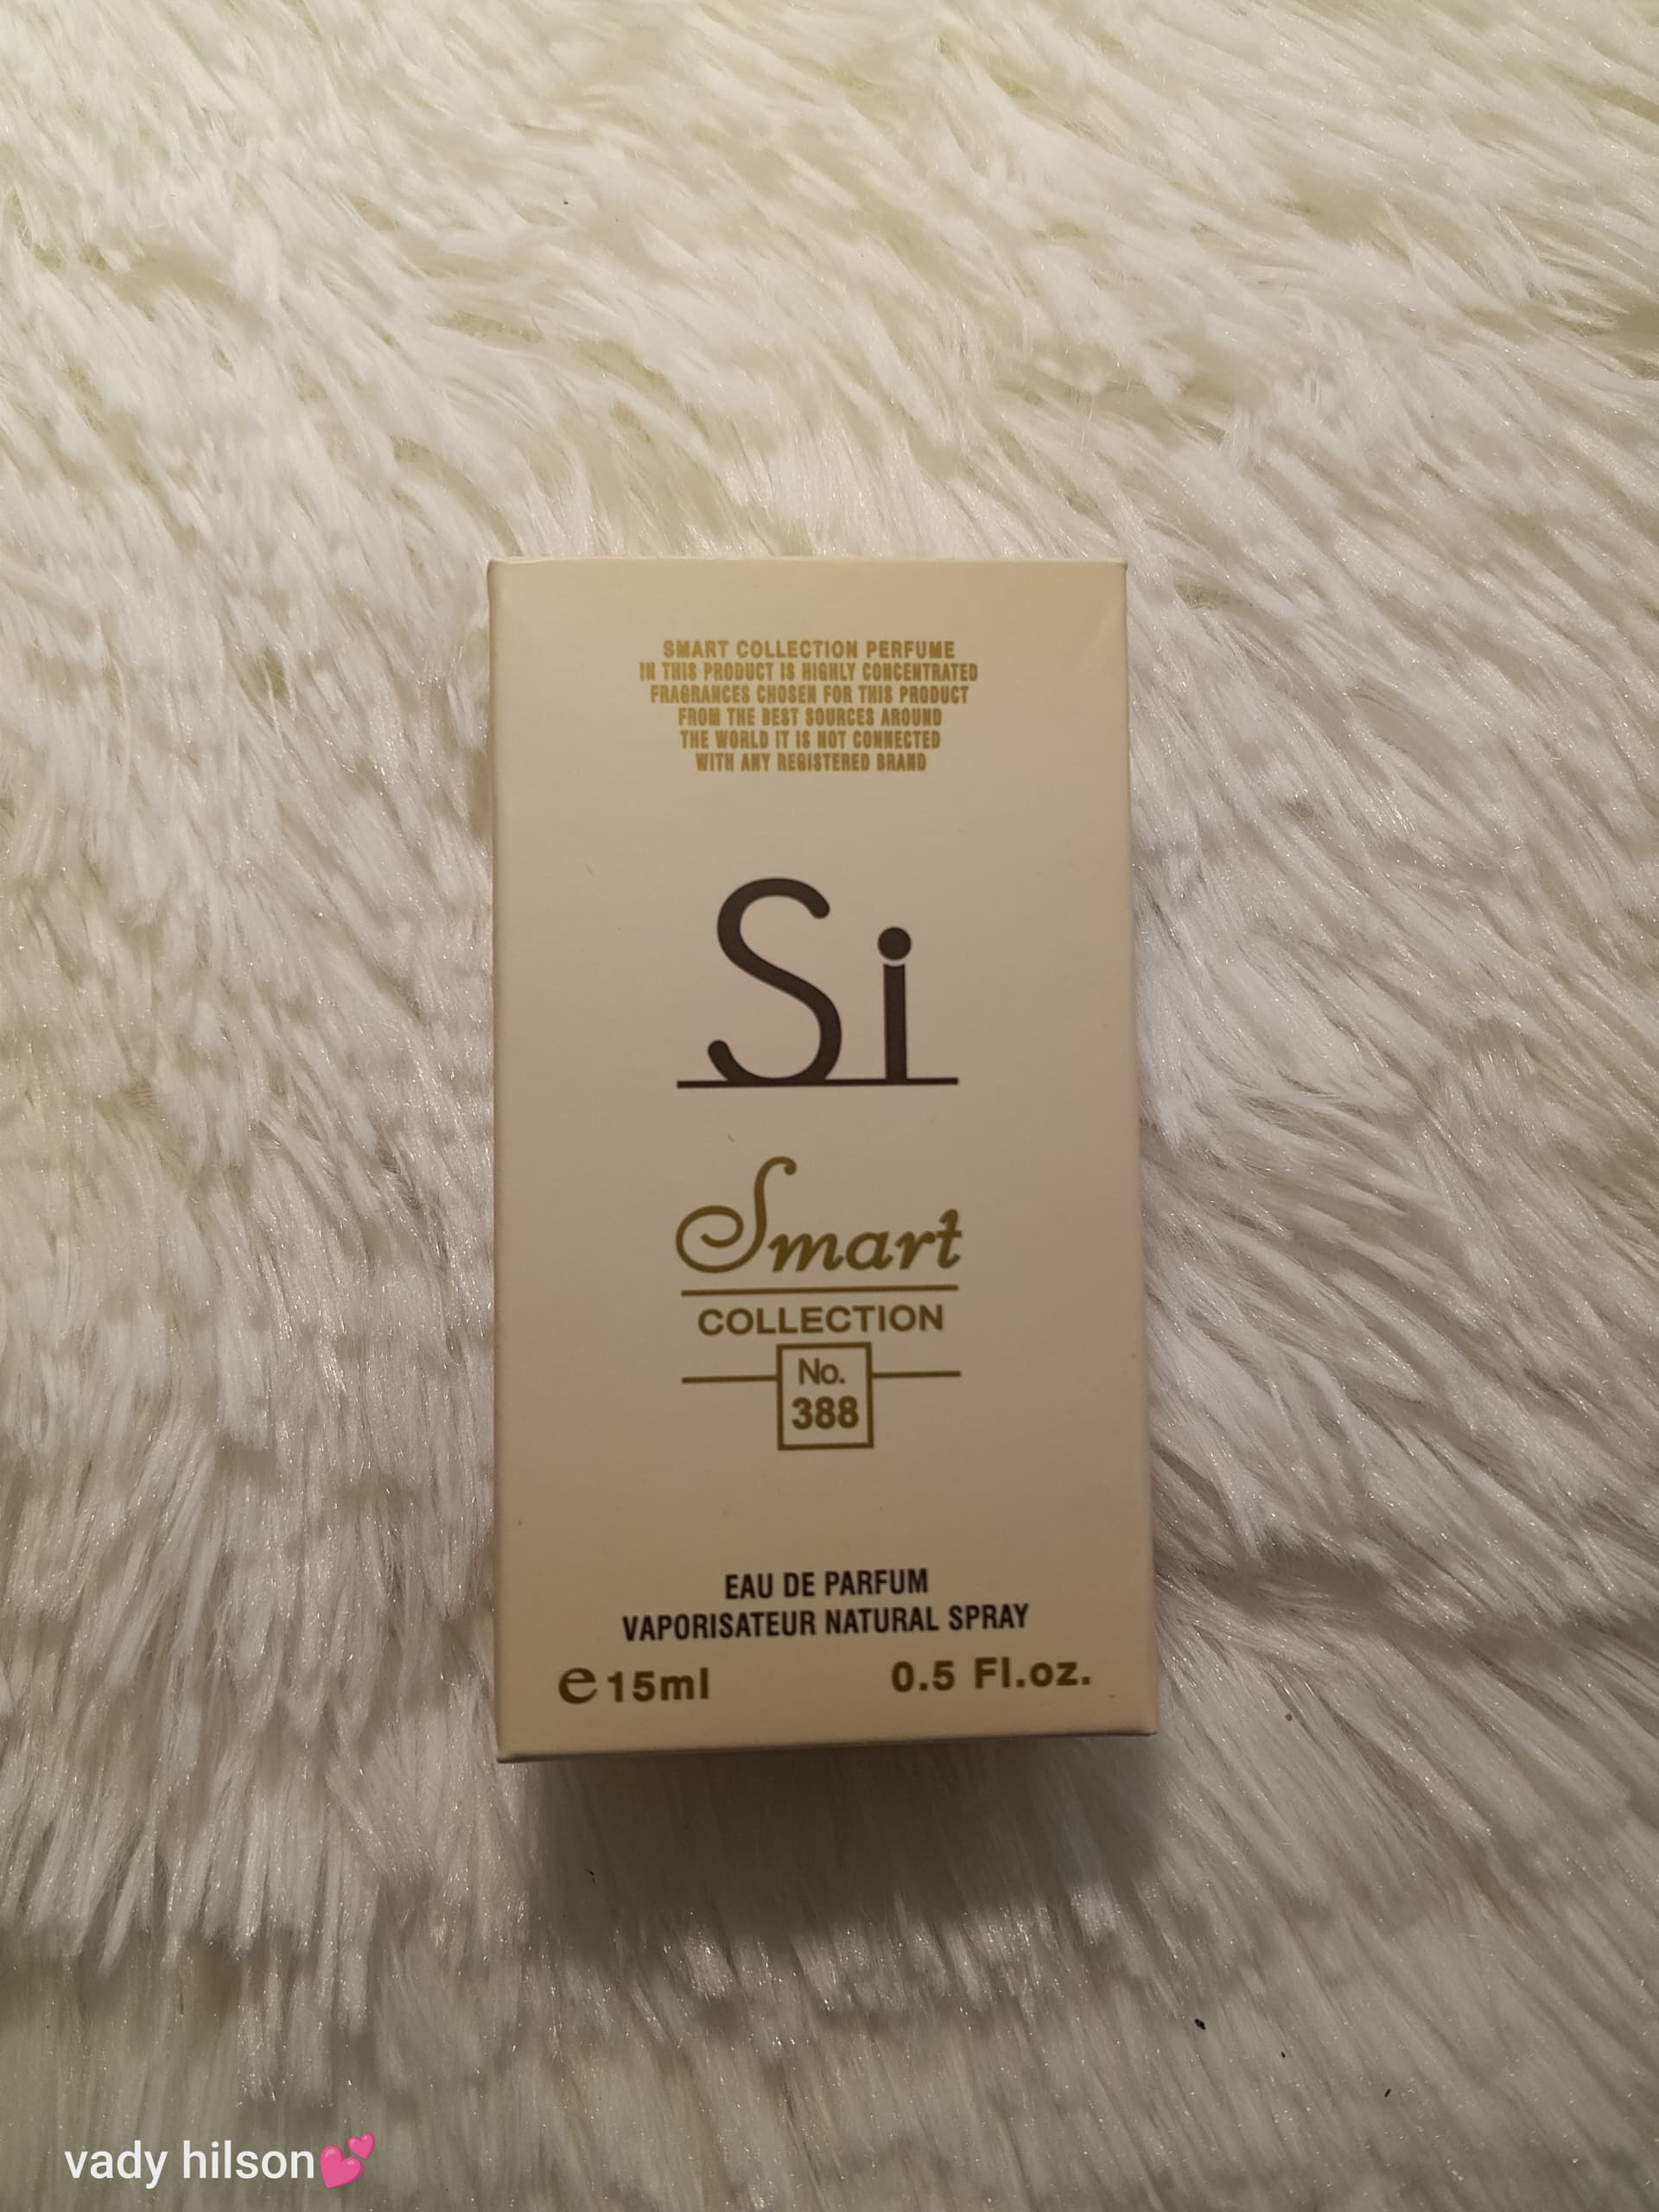 SMART COLLECTION PERFUME
IN THIS PRODUCT IS HIGHLY CONCENTRATED
FRAGRANCES CHOSEN FOR THIS PRODUCT
FROM THE BEST SOURCES AROUND
THE WORLD IT IS NOT CONNECTED
WITH ANY REGISTERED BRAND
Si
Smart
COLLECTION
No.
388
EAU DE PARFUM
VAPORISATEUR NATURAL SPRAY
e 15ml 0.5 Fl.oz.
vady hilson💕